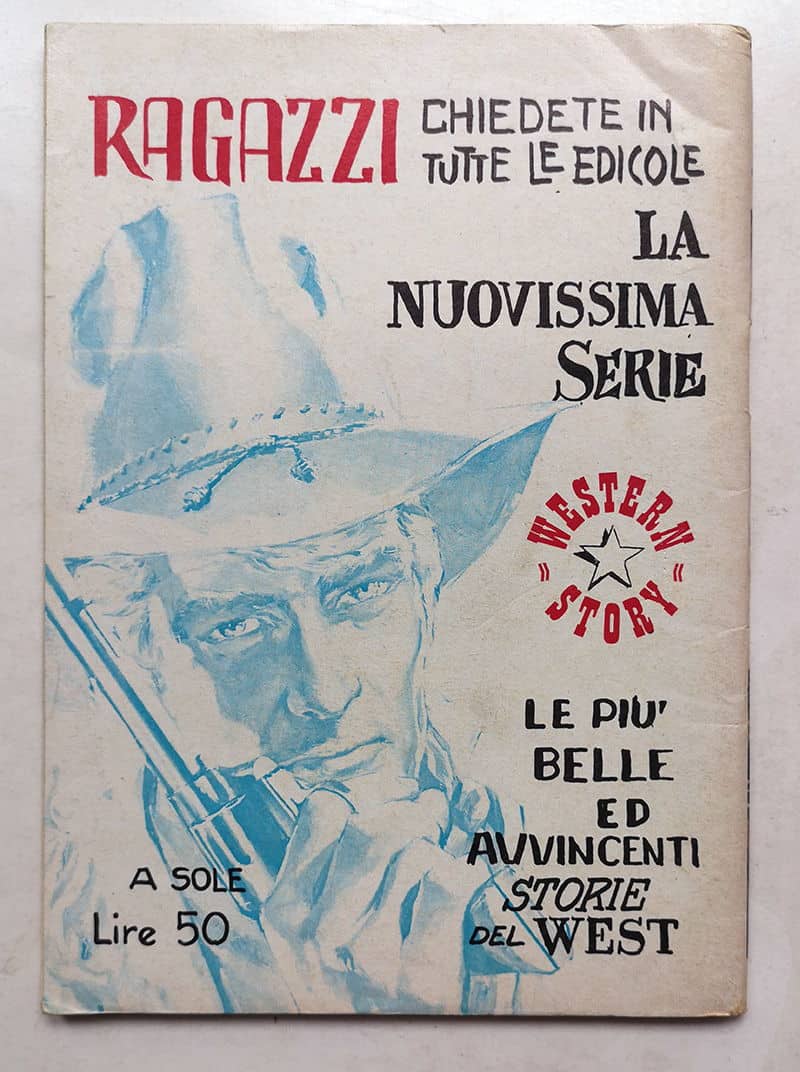 RAGAZZI
CHIEDETE IN
TUTTE LE EDICOLE
LA
NUOVISSIMA
SERIE
WESTERN
STORY
LE PIU'
BELLE
ED
AVVINCENTI
STORIE
DEL WEST
A SOLE
Lire 50